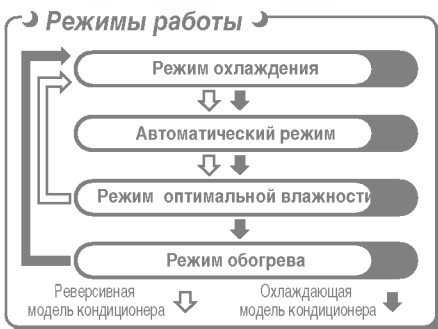 Режимы работы
Режим охлаждения
Автоматический режим
Режим оптимальной влажности
Режим обогрева
Реверсивная
модель кондиционера
Охлаждающая
модель кондиционера